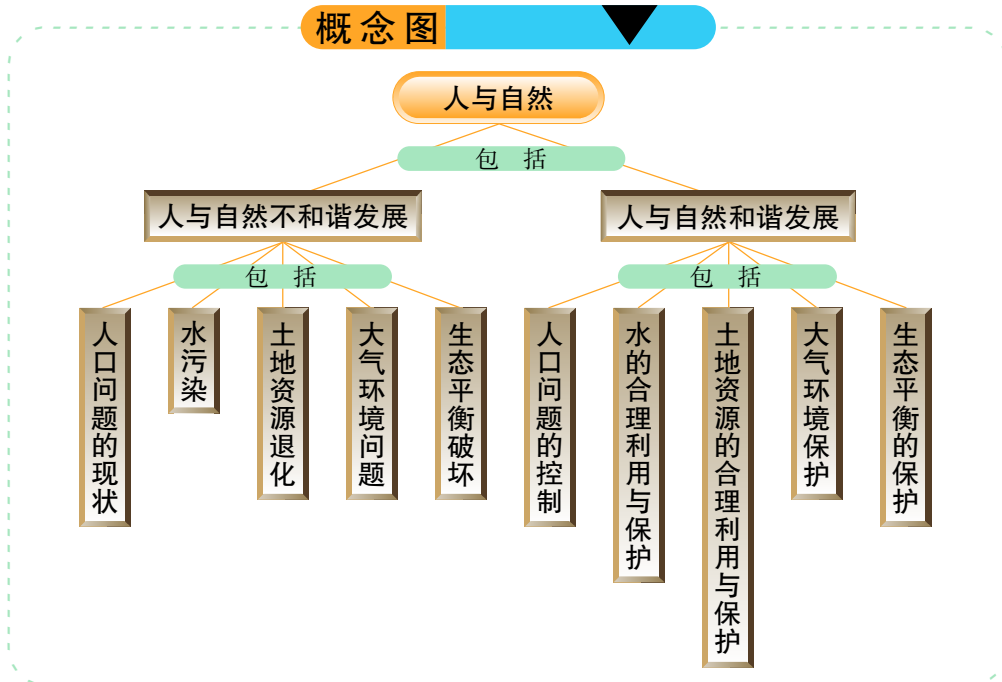 概念图
人与自然
包括
人与自然不和谐发展
人与自然和谐发展
包括
包括
人口问题的现状
水污染
土地资源退化
大气环境问题
生态平衡破坏
人口问题的控制
水的合理利用与保护
土地资源的合理利用与保护
大气环境保护
生态平衡的保护